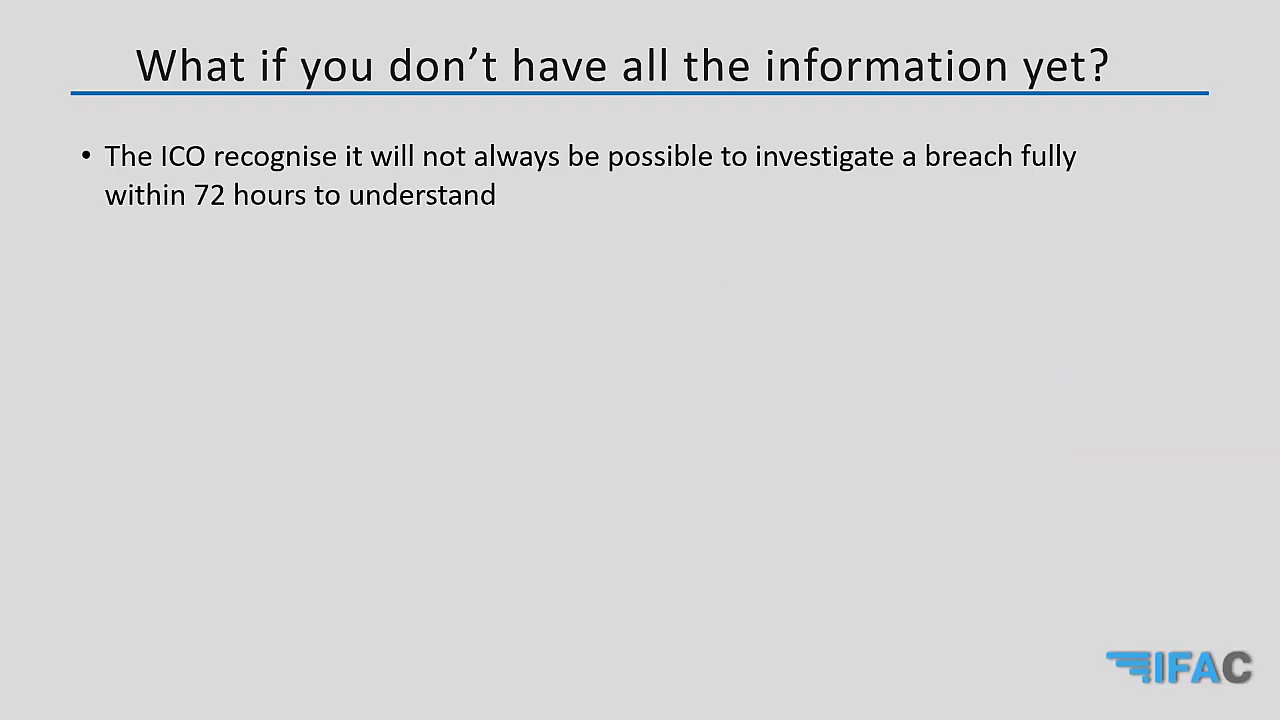 What if you don’t have all the information yet?
• The ICO recognise it will not always be possible to investigate a breach fully
within 72 hours to understand
IFAC